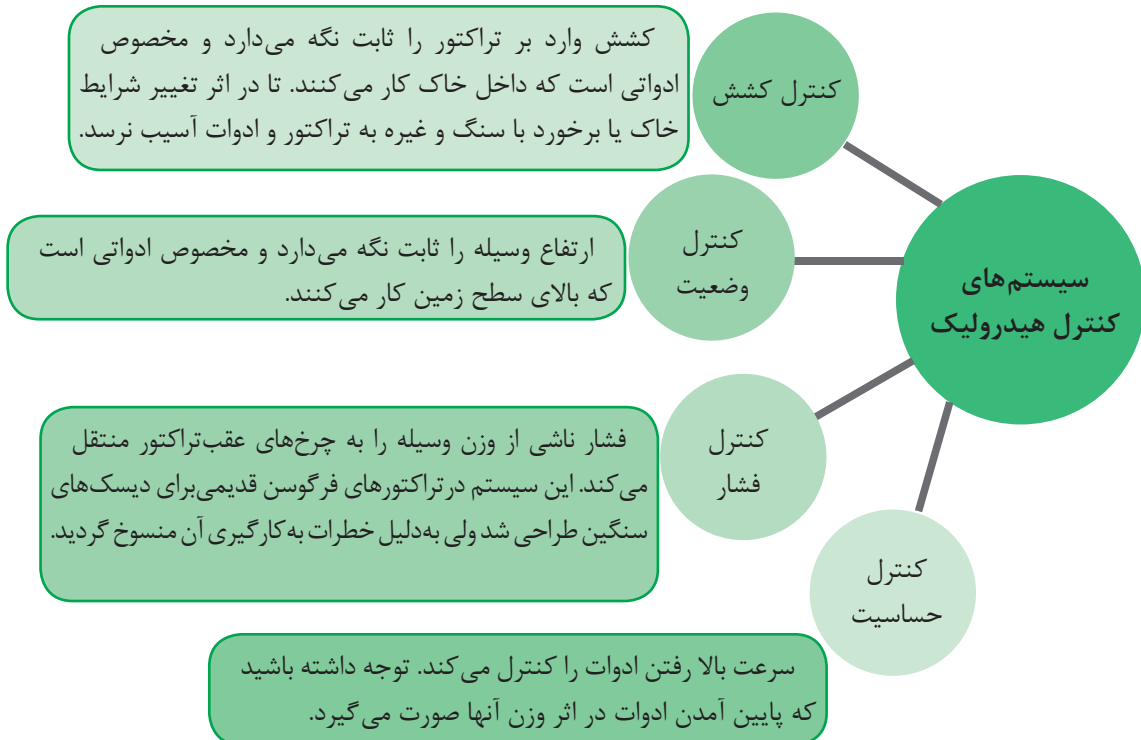 سیستم‌های
کنترل هیدرولیک
کنترل کشش
کشش وارد بر تراکتور را ثابت نگه می‌دارد و مخصوص
ادواتی است که داخل خاک کار می‌کنند. تا در اثر تغییر شرایط
خاک یا برخورد با سنگ و غیره به تراکتور و ادوات آسیب نرسد.
کنترل
وضعیت
ارتفاع وسیله را ثابت نگه می‌دارد و مخصوص ادواتی است
که بالای سطح زمین کار می‌کنند.
کنترل
فشار
فشار ناشی از وزن وسیله را به چرخ‌های عقب‌تراکتور منتقل
می‌کند. این سیستم در تراکتورهای فرگوسن قدیمی‌برای دیسک‌های
سنگین طراحی شد ولی به‌دلیل خطرات به‌کارگیری آن منسوخ گردید.
کنترل
حساسیت
سرعت بالا رفتن ادوات را کنترل می‌کند. توجه داشته باشید
که پایین آمدن ادوات در اثر وزن آنها صورت می‌گیرد.